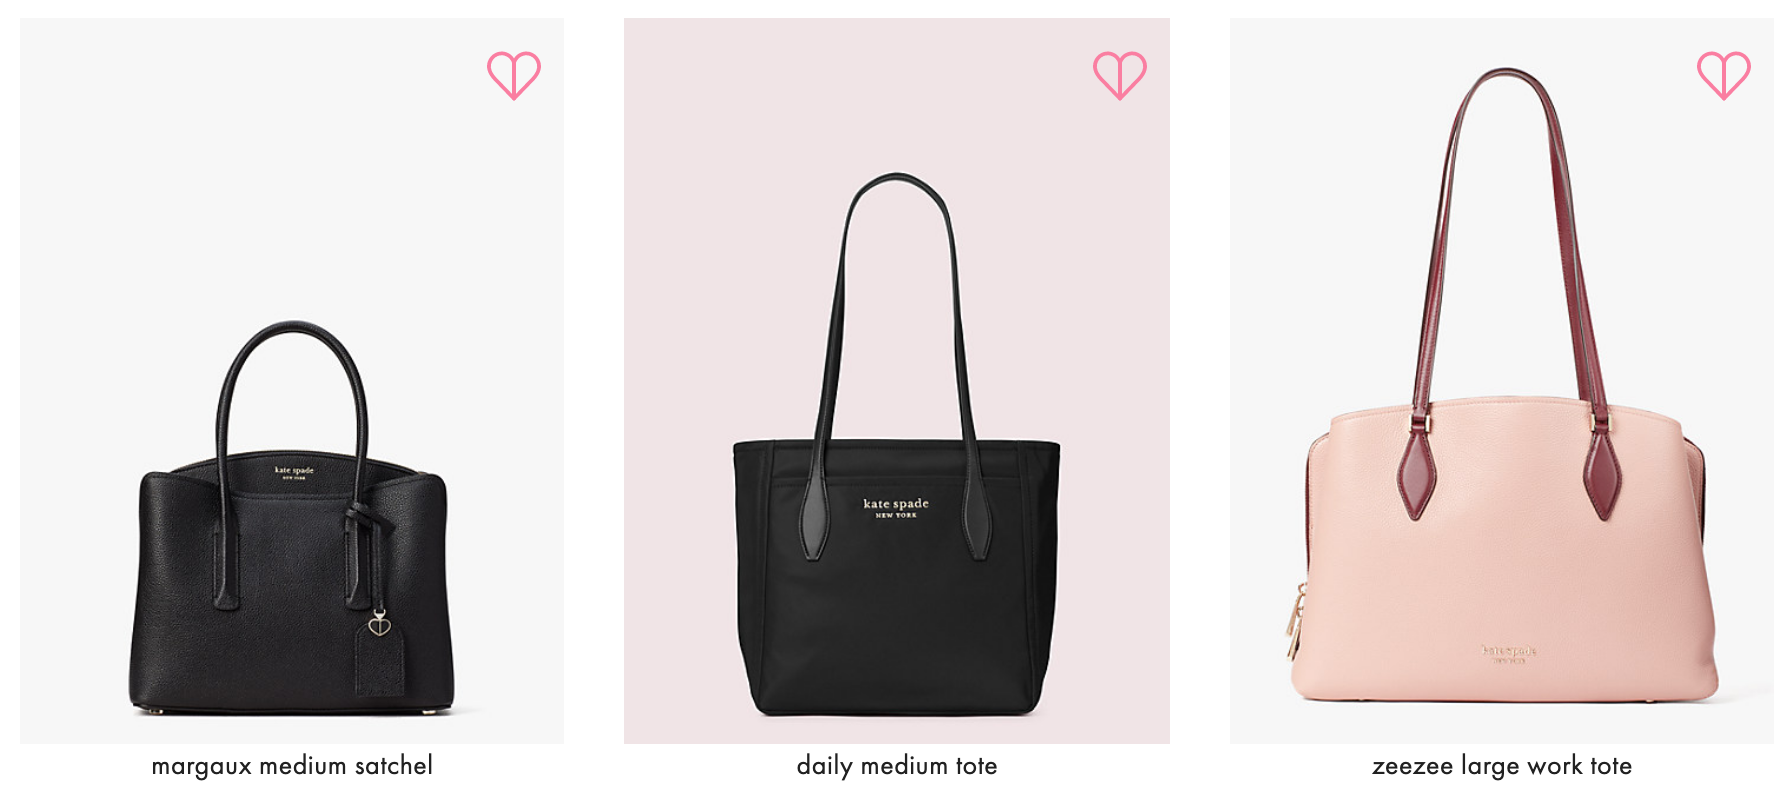 kate spade
NEW YORK
kate spade
NEW YORK
kate spade
NEW YORK
margaux medium satchel
daily medium tote
zeezee large work tote